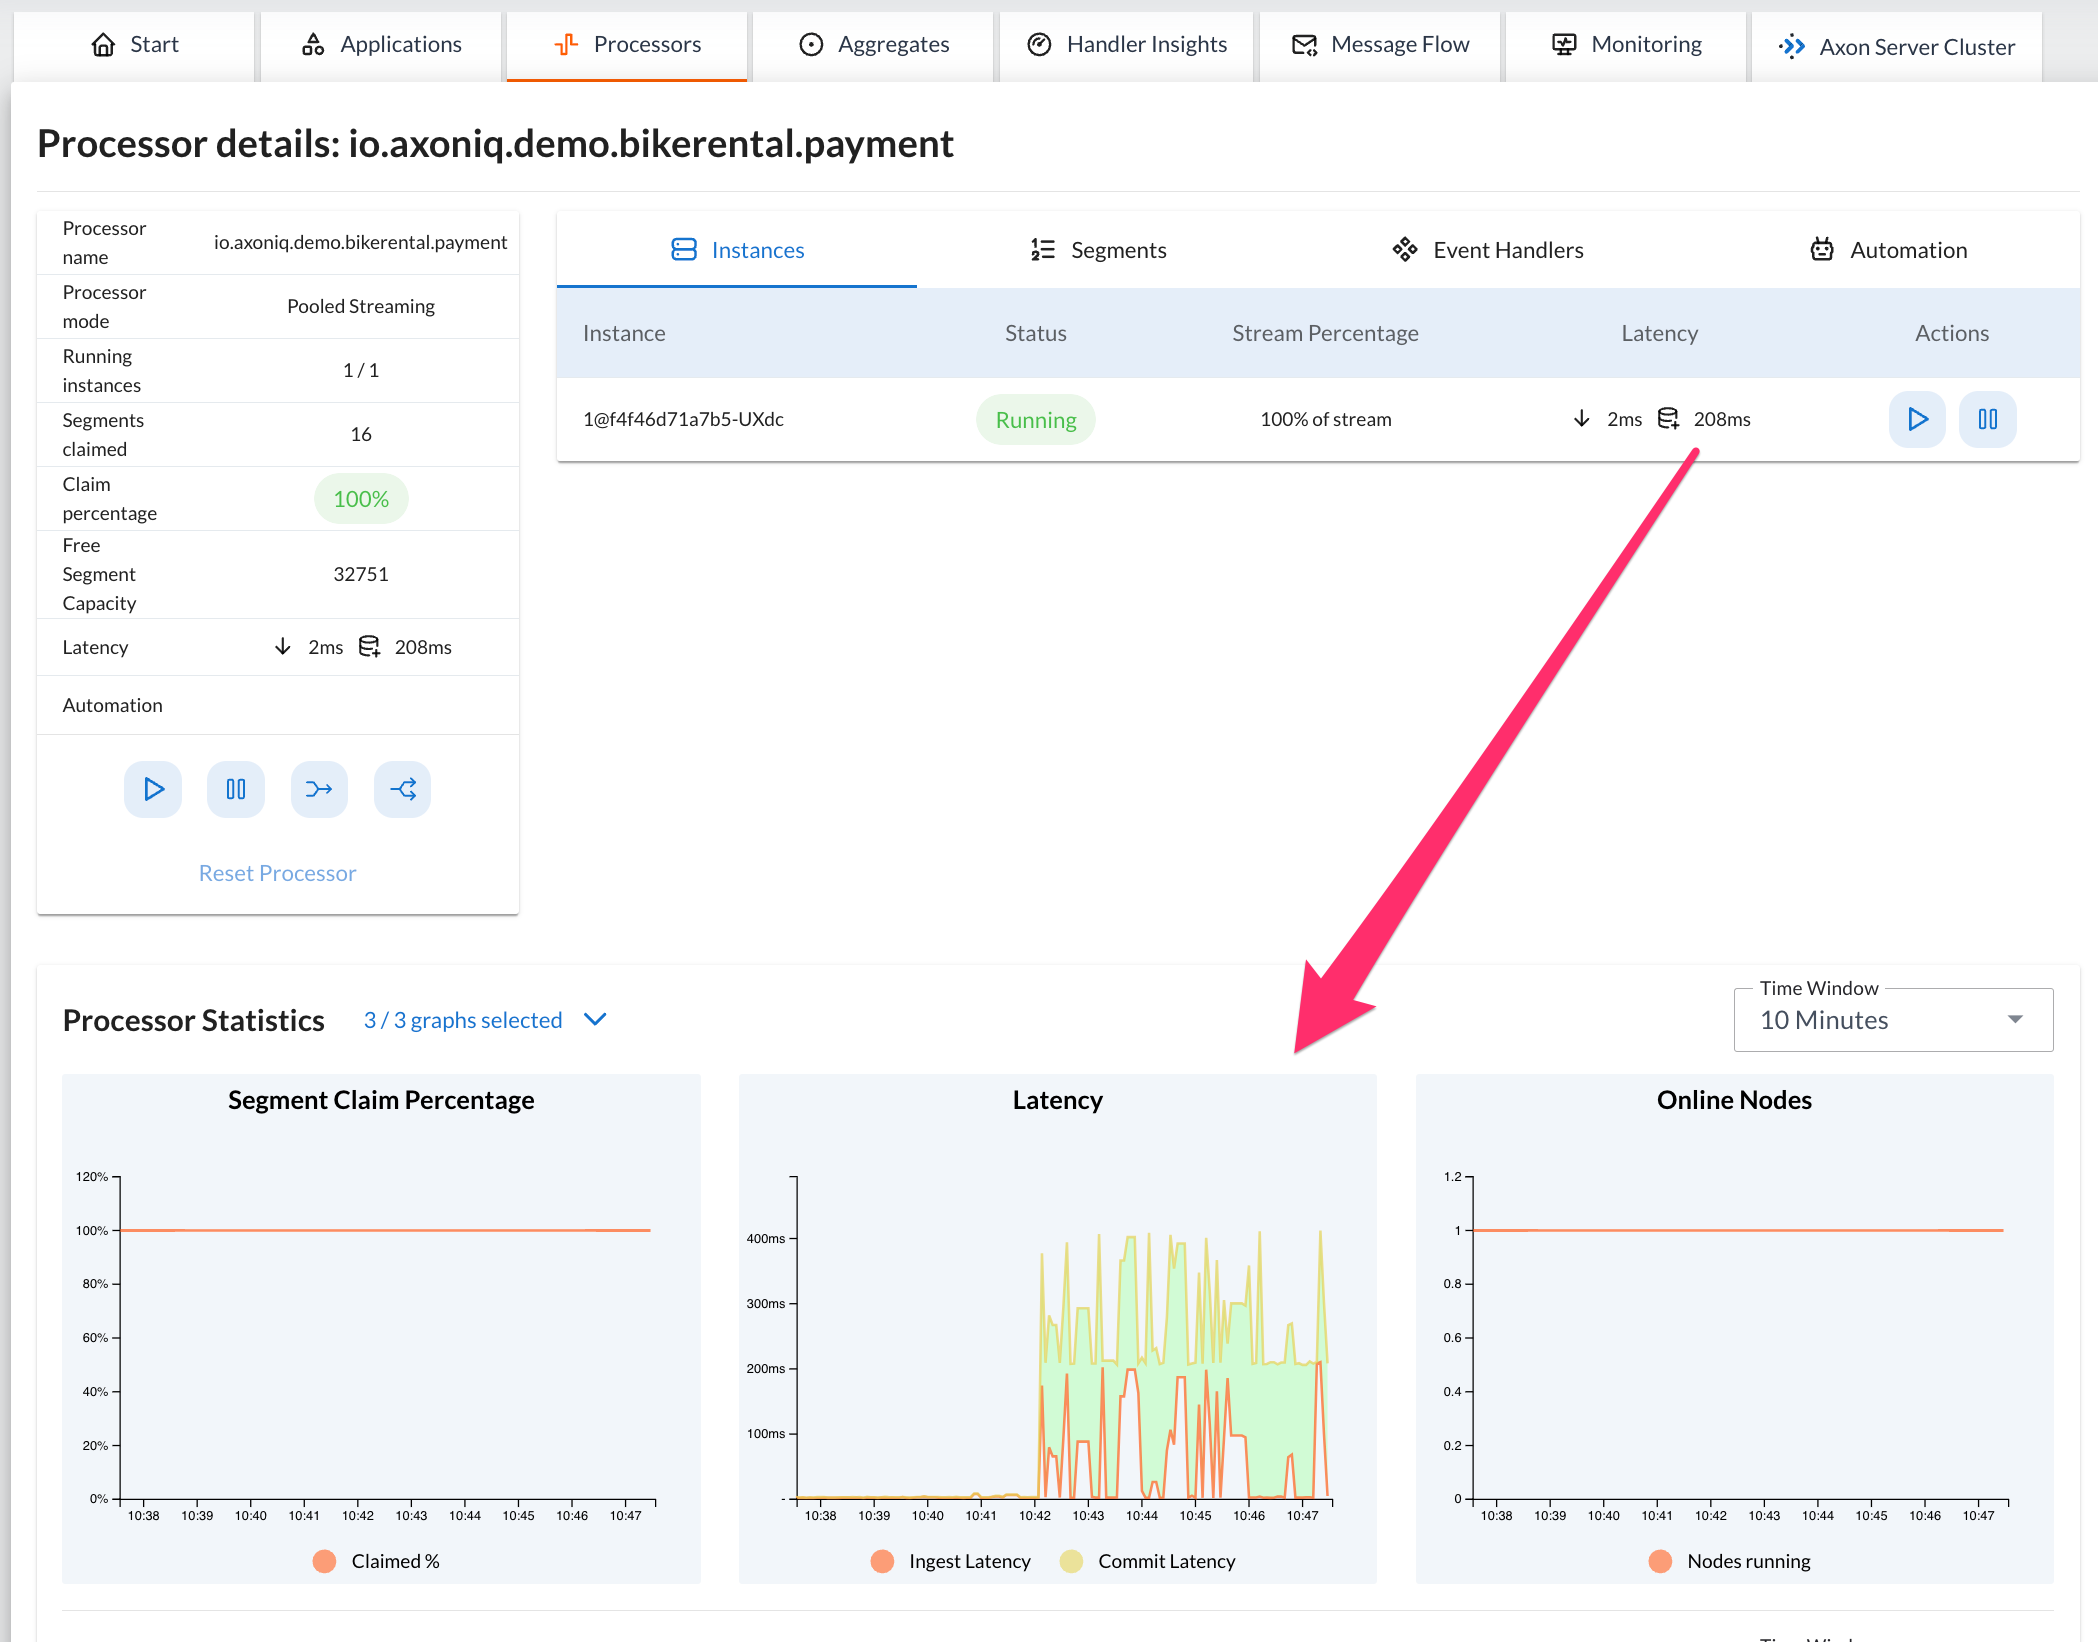 Start
Applications
Processors
Aggregates
Handler Insights
Message Flow
Monitoring
Axon Server Cluster
Processor details: io.axoniq.demo.bikerental.payment
Processor
name
io.axoniq.demo.bikerental.payment
Processor
mode
Pooled Streaming
Running
instances
1 / 1
Segments
claimed
16
Claim
percentage
100%
Free
Segment
Capacity
32751
Latency
2ms
208ms
Automation
Reset Processor
Instances
Segments
Event Handlers
Automation
Instance
Status
Stream Percentage
Latency
Actions
1@f4f46d71a7b5-UXdc
Running
100% of stream
2ms
208ms
Processor Statistics
3 / 3 graphs selected
Time Window
10 Minutes
Segment Claim Percentage
120%
100%
80%
60%
40%
20%
0%
10:38
10:39
10:40
10:41
10:42
10:43
10:44
10:45
10:46
10:47
Claimed %
Latency
400ms
300ms
200ms
100ms
-
10:38
10:39
10:40
10:41
10:42
10:43
10:44
10:45
10:46
10:47
Ingest Latency
Commit Latency
Online Nodes
1.2
1
0.8
0.6
0.4
0.2
0
10:38
10:39
10:40
10:41
10:42
10:43
10:44
10:45
10:46
10:47
Nodes running